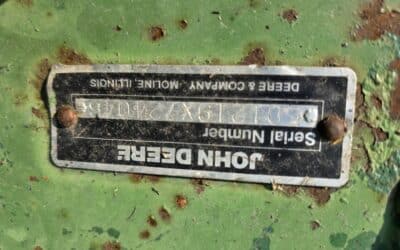 JOHN DEERE
Serial Number
DEERE & COMPANY MOLINE, ILLINOIS